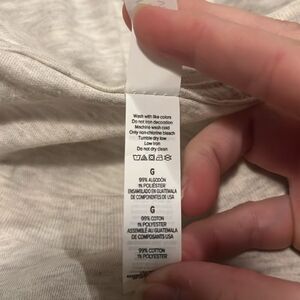 Wash with like colors
Do not iron decoration
Machine wash cold
Only non-chlorine bleach
Tumble dry low
Low iron
Do not dry clean
G
99% ALGODÓN
1% POLIÉSTER
ENSAMBLADO EN GUATEMALA
DE COMPONENTES DE USA
G
99% COTON
1% POLYESTER
ASSEMBLÉ AU GUATEMALA
DE COMPOSANTS USA
99% COTTON
1% POLYESTER